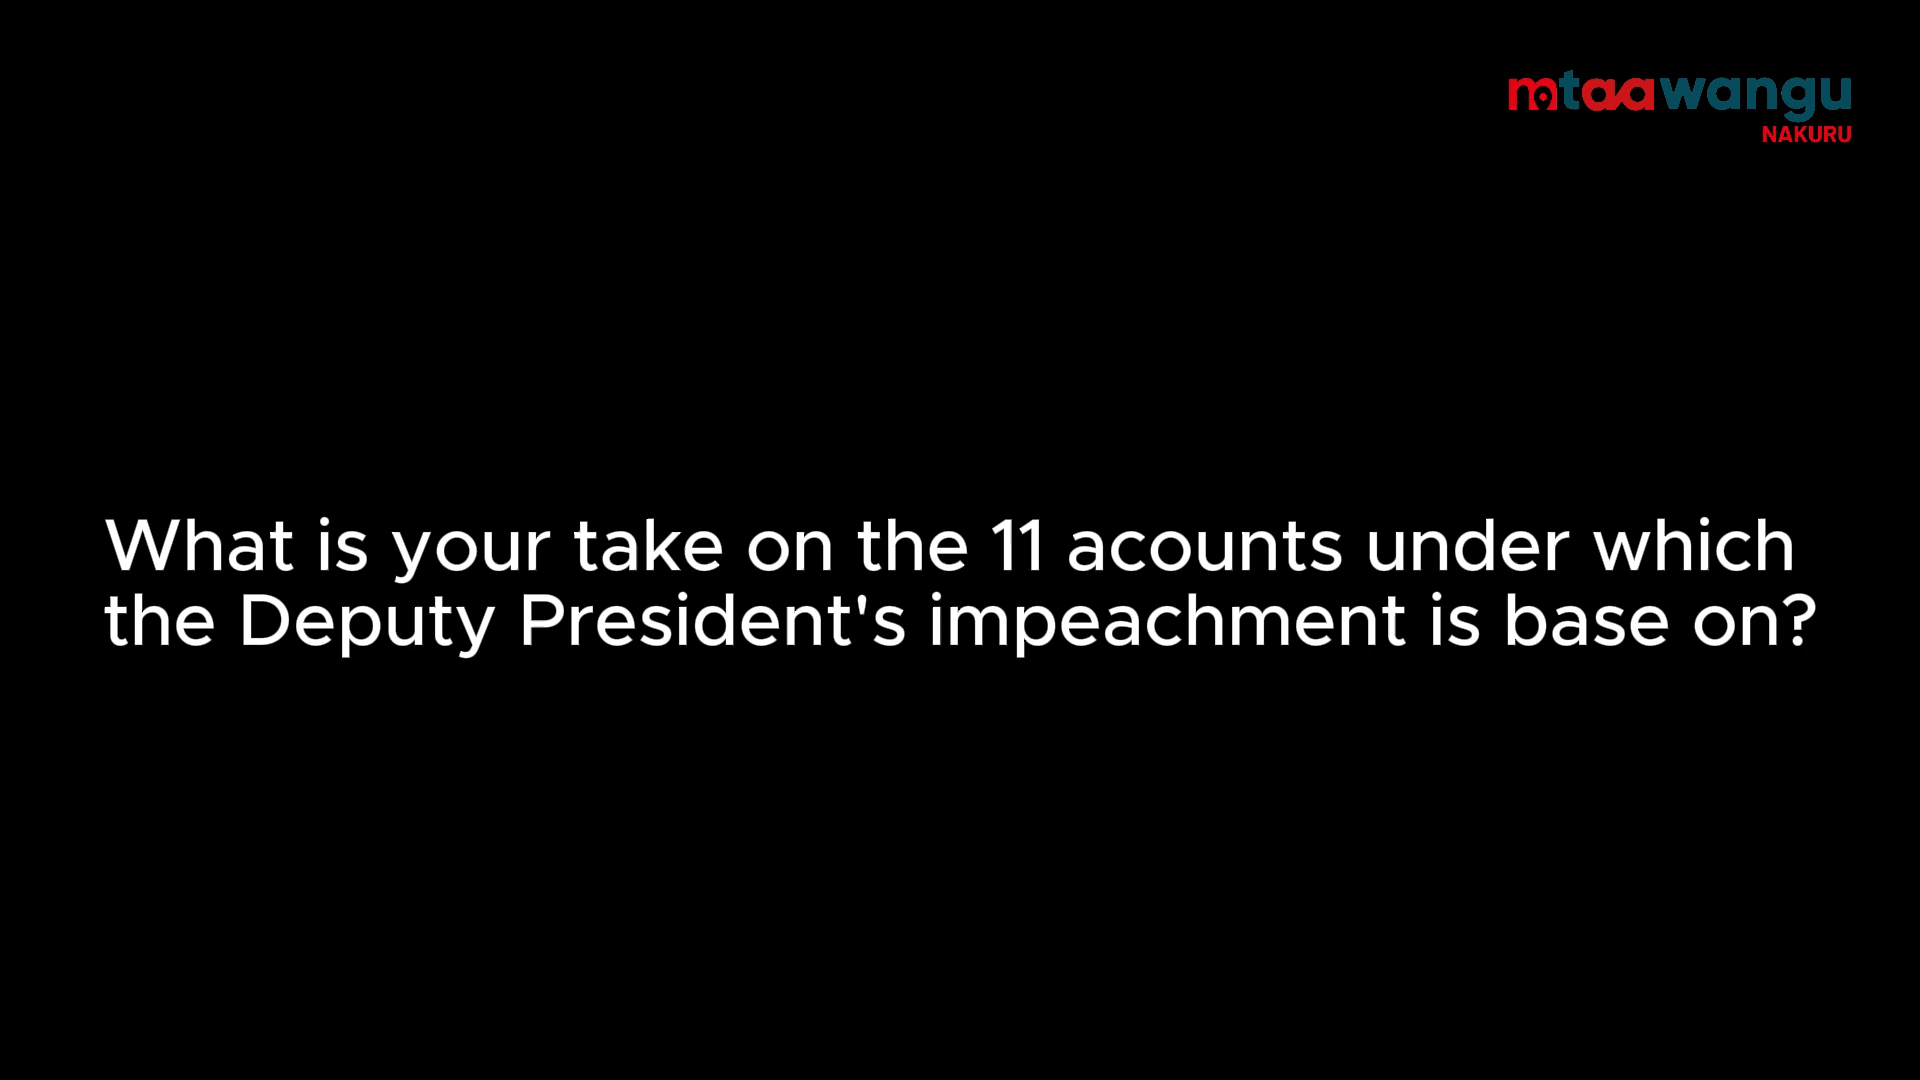 mtaawangu
NAKURU
What is your take on the 11 acounts under which
the Deputy President's impeachment is base on?